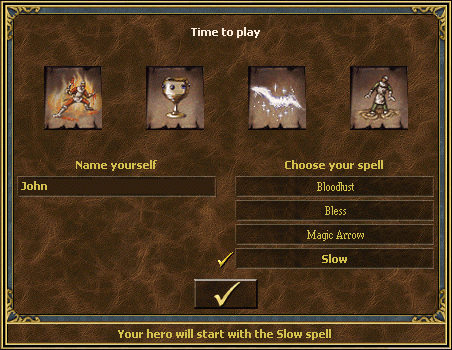 Time to play
Name yourself
John
Choose your spell
Bloodlust
Bless
Magic Arrow
Slow
Your hero will start with the Slow spell